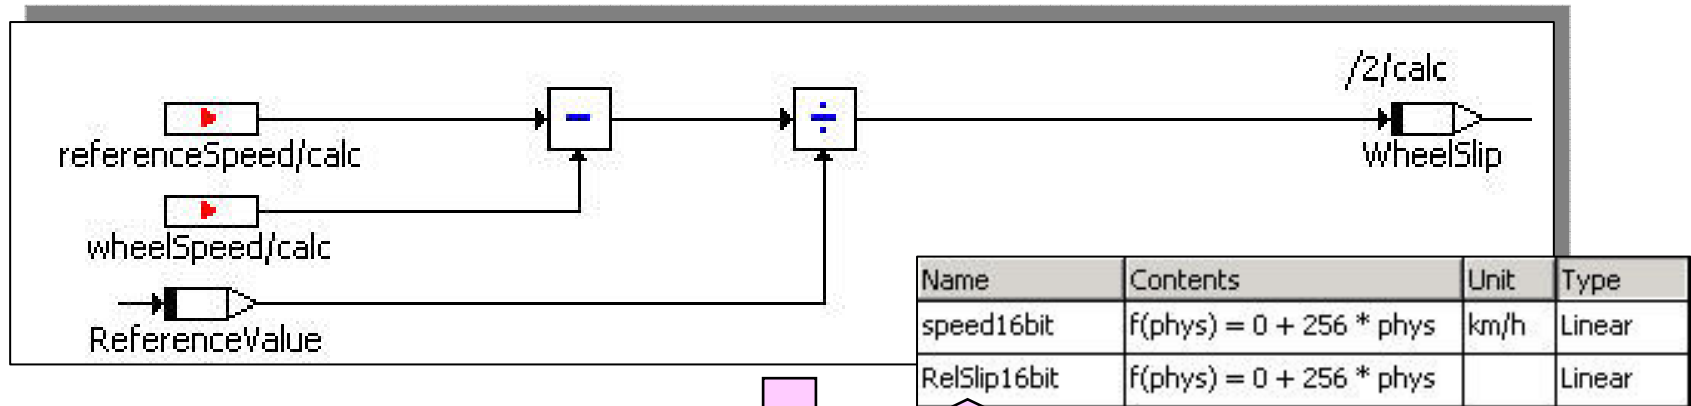 /2/calc
referenceSpeed/calc
WheelSlip
wheelSpeed/calc
ReferenceValue
Name Contents Unit Type
speed16bit f(phys) = 0 + 256 * phys km/h Linear
RelSlip16bit f(phys) = 0 + 256 * phys Linear